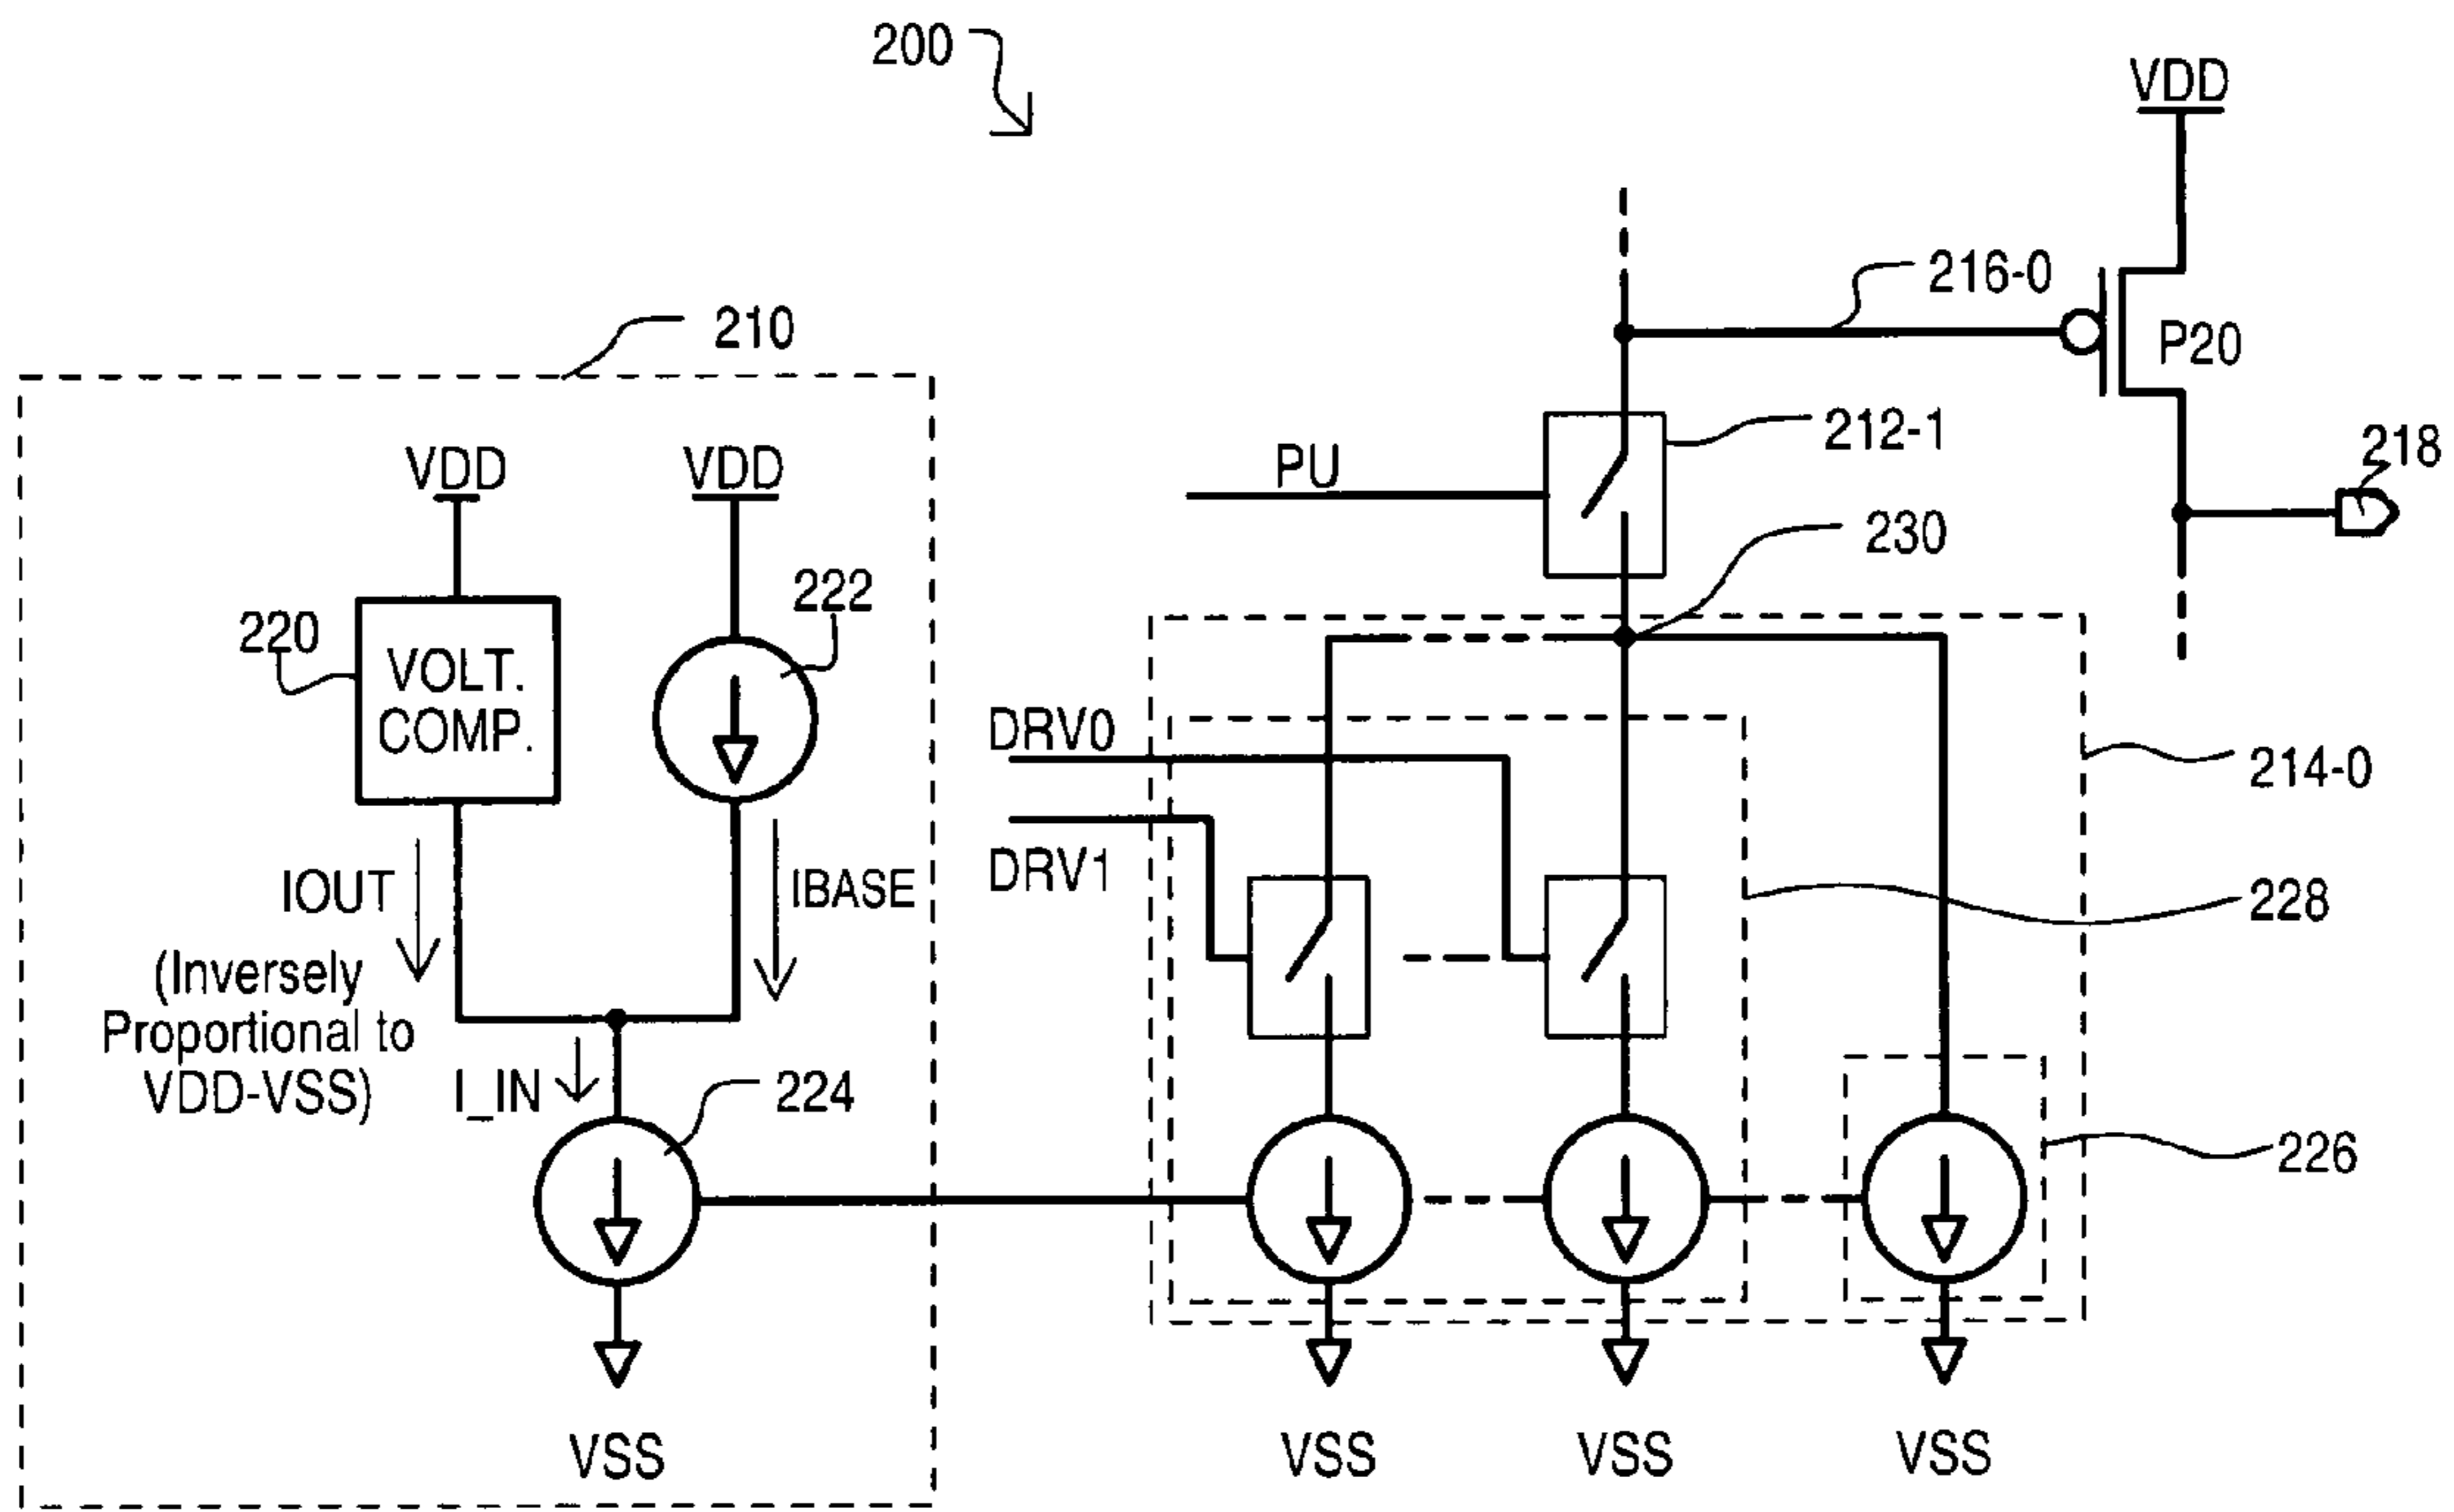 200
VDD
216-0
210
P20
212-1
PU
218
VDD
VDD
230
222
220
VOLT.
COMP.
DRV0
214-0
DRV1
IOUT
IBASE
228
(Inversely
Proportional to
VDD-VSS)
I_IN
224
226
VSS
VSS
VSS
VSS